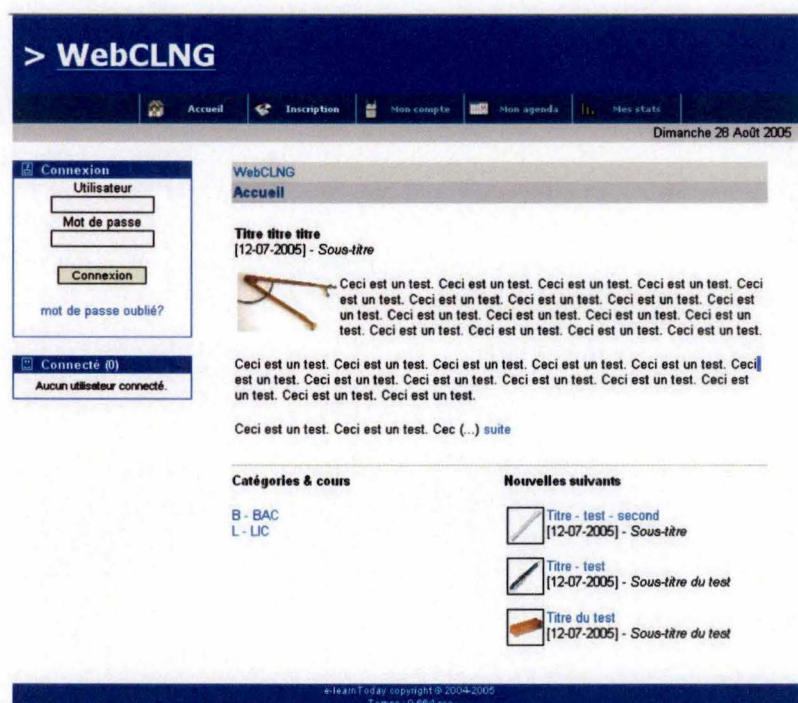 > WebCLNG
Accueil Inscription Mon compte Mon agenda Mes stats
Dimanche 28 Août 2005
Connexion
Utilisateur
Mot de passe
Connexion
mot de passe oublié?
Connecté (0)
Aucun utilisateur connecté.
WebCLNG
Accueil
Titre titre titre
[12-07-2005] - Sous-titre
Ceci est un test. Ceci est un test. Ceci est un test. Ceci est un test. Ceci
est un test. Ceci est un test. Ceci est un test. Ceci est un test. Ceci est
un test. Ceci est un test. Ceci est un test. Ceci est un test. Ceci est un
test. Ceci est un test. Ceci est un test. Ceci est un test. Ceci est un test.
Ceci est un test. Ceci est un test. Ceci est un test. Ceci est un test. Ceci est un test. Ceci
est un test. Ceci est un test. Ceci est un test. Ceci est un test. Ceci est un test. Ceci est
un test. Ceci est un test. Ceci est un test.
Ceci est un test. Ceci est un test. Cec (...) suite
Catégories & cours
B - BAC
L - LIC
Nouvelles suivants
Titre - test - second
[12-07-2005] - Sous-titre
Titre - test
[12-07-2005] - Sous-titre du test
Titre du test
[12-07-2005] - Sous-titre du test
e-learnToday copyright © 2004-2005